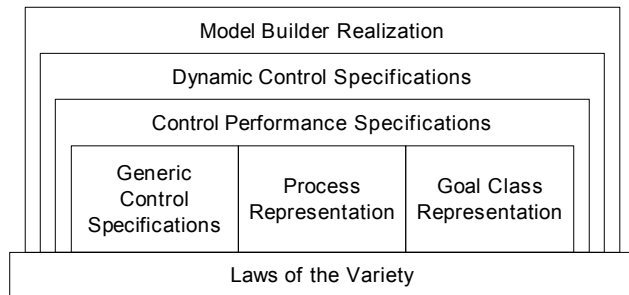 Model Builder Realization
Dynamic Control Specifications
Control Performance Specifications
Generic
Control
Specifications
Process
Representation
Goal Class
Representation
Laws of the Variety